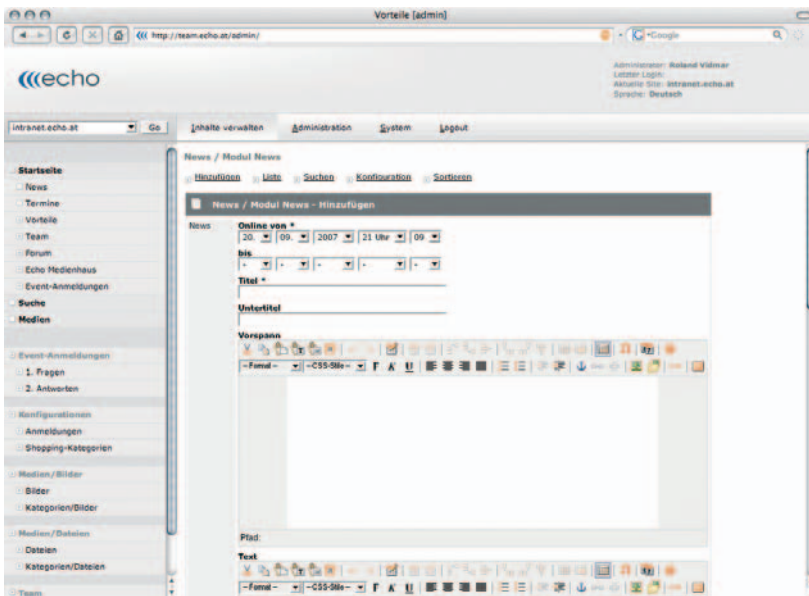 Vorteile [admin]
http://team.echo.at/admin/
Google
echo
Administrator: Roland Vidmar
Letzter Login:
Aktuelle Site: intranet.echo.at
Sprache: Deutsch
intranet.echo.at Go
Inhalte verwalten Administration System Logout
Startseite
News
Termine
Vorteile
Team
Forum
Echo Medienhaus
Event-Anmeldungen
Suche
Medien
Event-Anmeldungen
1. Fragen
2. Antworten
Konfigurationen
Anmeldungen
Shopping-Kategorien
Medien/Bilder
Bilder
Kategorien/Bilder
Medien/Dateien
Dateien
Kategorien/Dateien
Team
News / Modul News
Hinzufügen Liste Suchen Konfiguration Sortieren
News / Modul News - Hinzufügen
News
Online von *
20. 09. 2007 21 Uhr 09
bis
- - - - -
Titel *
Untertitel
Vorspann
--Format-- --CSS-Stile-- F K U
Pfad:
Text
--Format-- --CSS-Stile-- F K U